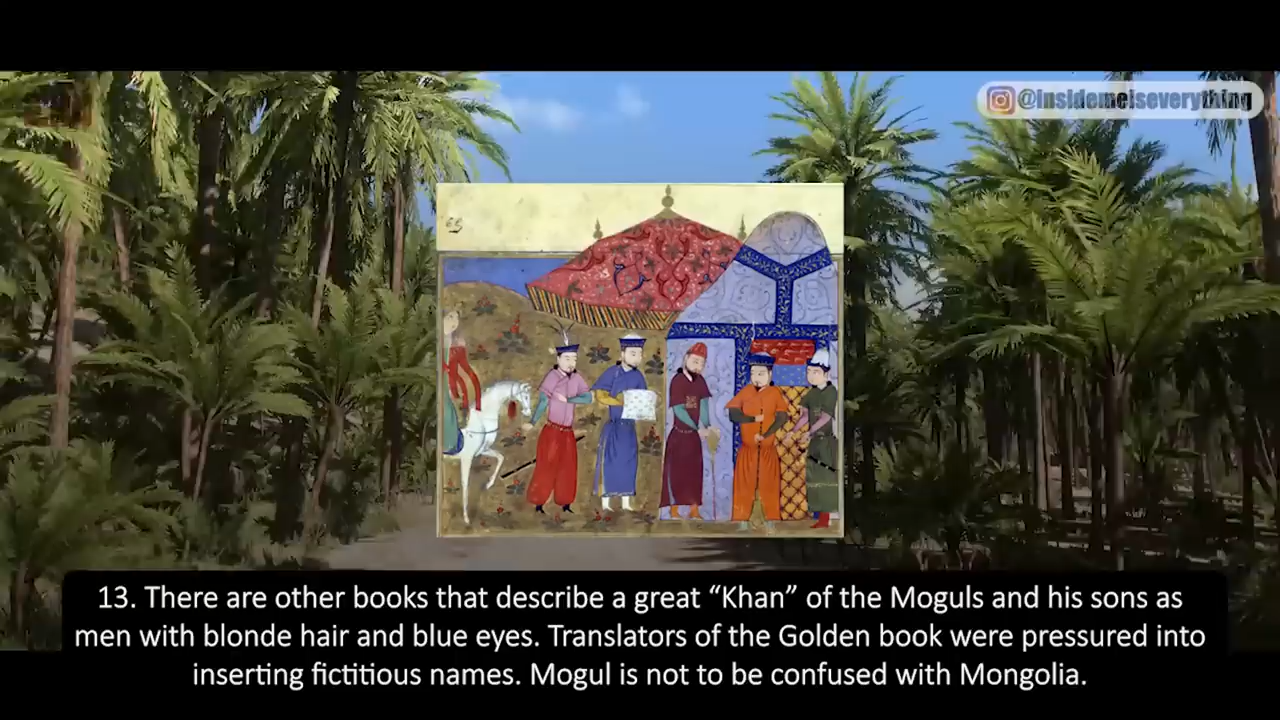 @insidemeiseverything
13. There are other books that describe a great “Khan” of the Moguls and his sons as
men with blonde hair and blue eyes. Translators of the Golden book were pressured into
inserting fictitious names. Mogul is not to be confused with Mongolia.